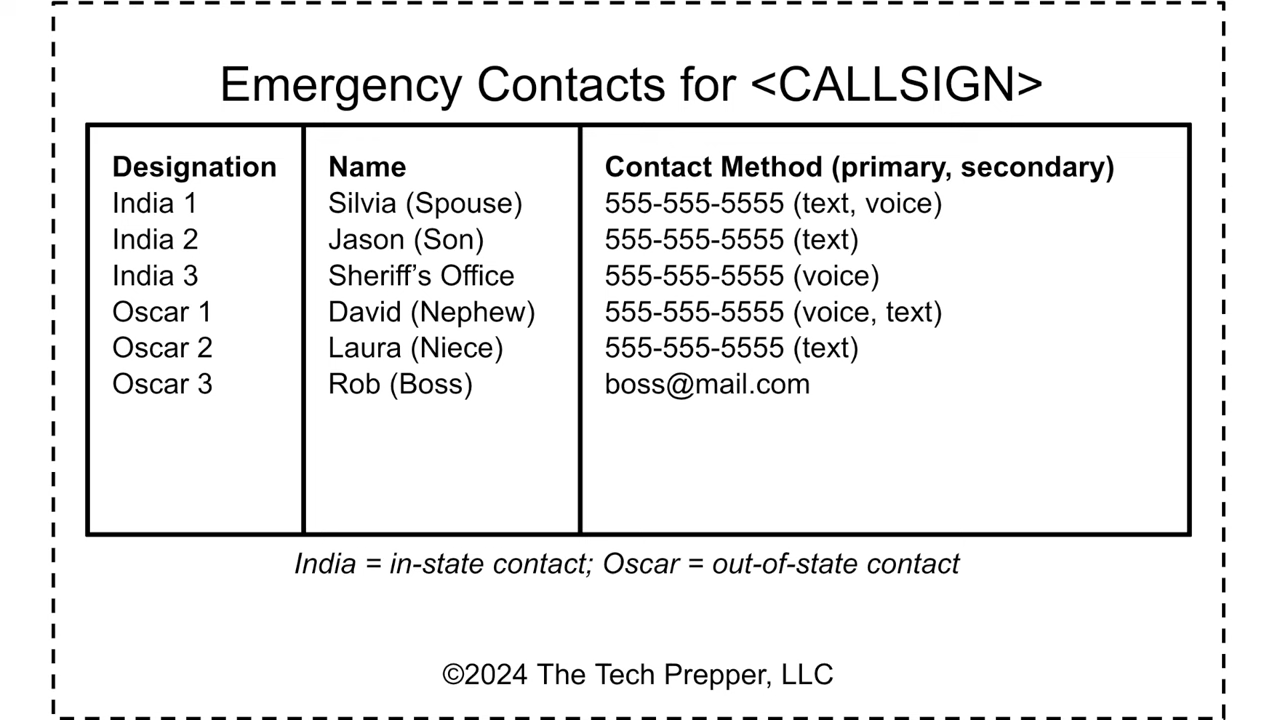 Emergency Contacts for <CALLSIGN>
Designation Name Contact Method (primary, secondary)
India 1 Silvia (Spouse) 555-555-5555 (text, voice)
India 2 Jason (Son) 555-555-5555 (text)
India 3 Sheriff’s Office 555-555-5555 (voice)
Oscar 1 David (Nephew) 555-555-5555 (voice, text)
Oscar 2 Laura (Niece) 555-555-5555 (text)
Oscar 3 Rob (Boss) boss@mail.com
India = in-state contact; Oscar = out-of-state contact
©2024 The Tech Prepper, LLC